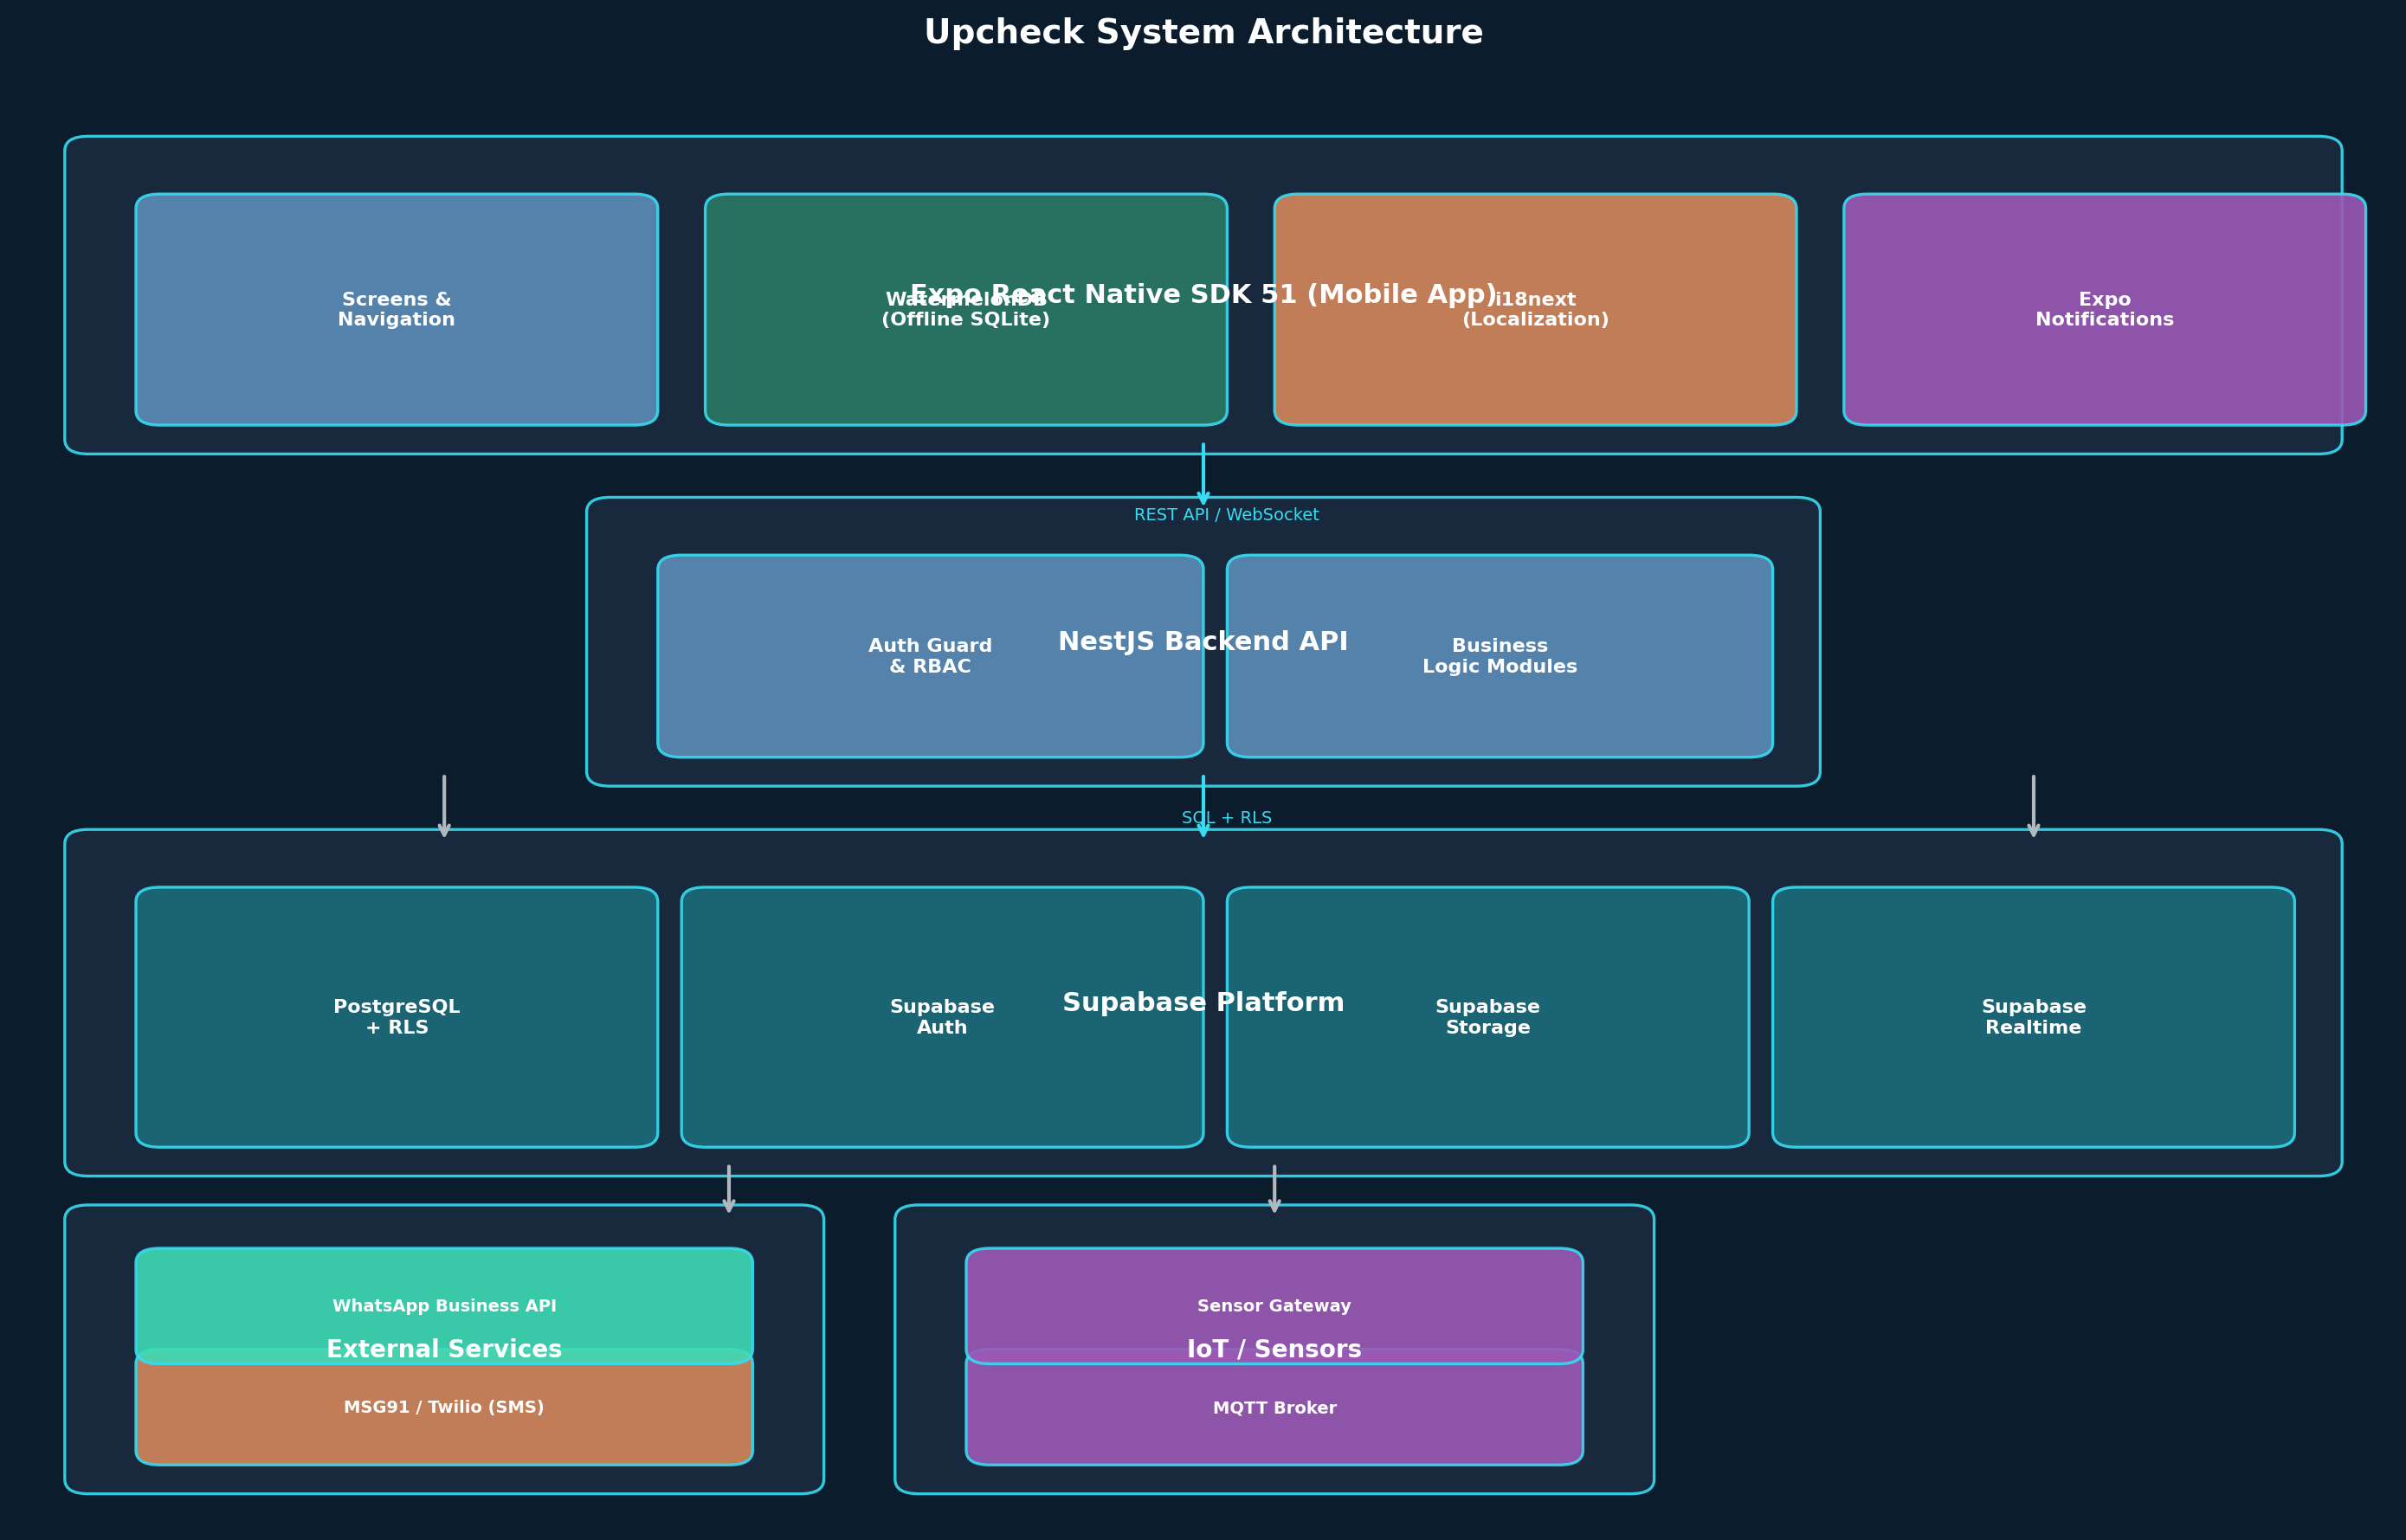 Upcheck System Architecture
Expo React Native SDK 51 (Mobile App)
Screens &
Navigation
WatermelonDB
(Offline SQLite)
i18next
(Localization)
Expo
Notifications
REST API / WebSocket
NestJS Backend API
Auth Guard
& RBAC
Business
Logic Modules
SQL + RLS
Supabase Platform
PostgreSQL
+ RLS
Supabase
Auth
Supabase
Storage
Supabase
Realtime
WhatsApp Business API
External Services
MSG91 / Twilio (SMS)
Sensor Gateway
IoT / Sensors
MQTT Broker